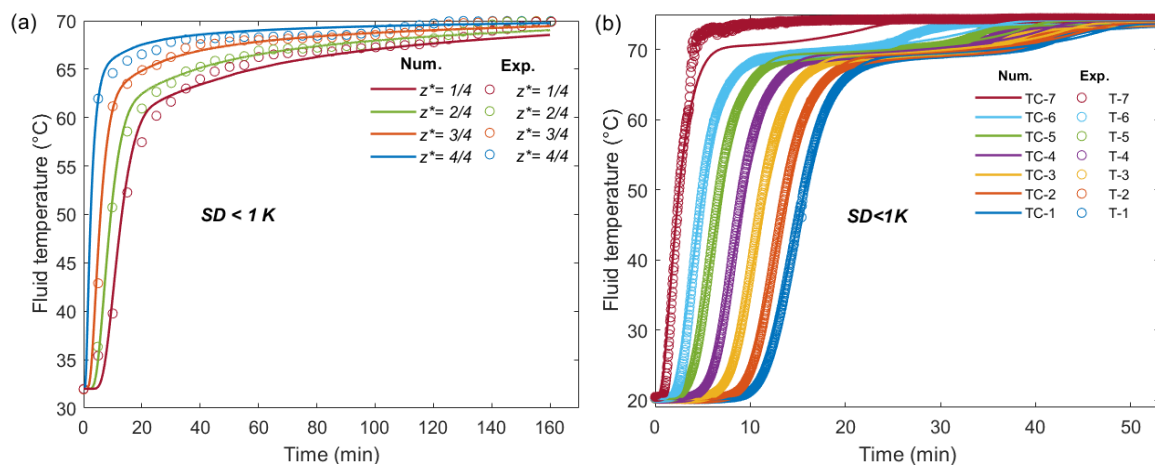 (a)
Fluid temperature (°C)
70
65
60
55
50
45
40
35
30
0 20 40 60 80 100 120 140 160
Time (min)
Num. Exp.
z*= 1/4 z*= 1/4
z*= 2/4 z*= 2/4
z*= 3/4 z*= 3/4
z*= 4/4 z*= 4/4
SD < 1 K
(b)
Fluid temperature (°C)
70
60
50
40
30
20
0 10 20 30 40 50
Time (min)
Num. Exp.
TC-7 T-7
TC-6 T-6
TC-5 T-5
TC-4 T-4
TC-3 T-3
TC-2 T-2
TC-1 T-1
SD<1K